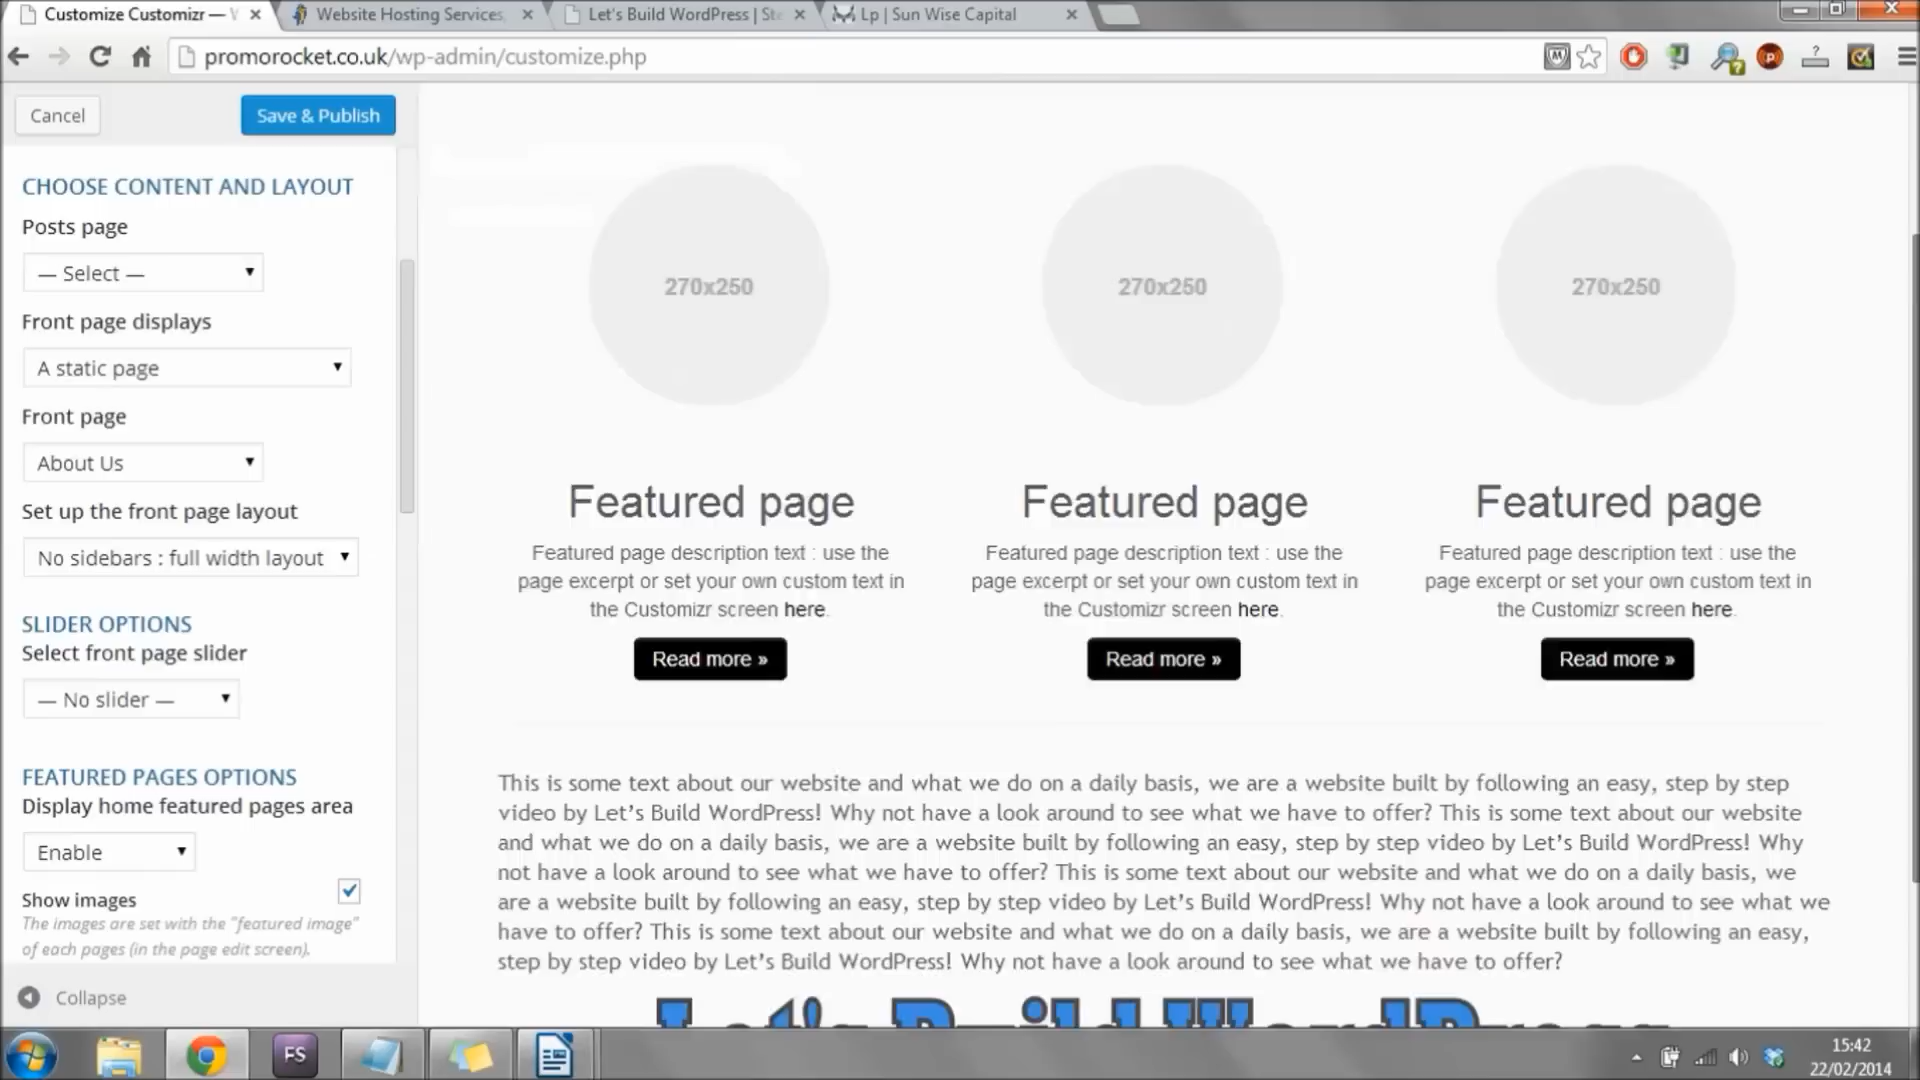 Customize Customizr —
Website Hosting Services,
Let's Build WordPress | Ste
Lp | Sun Wise Capital
promorocket.co.uk/wp-admin/customize.php
Cancel
Save & Publish
CHOOSE CONTENT AND LAYOUT
Posts page
— Select —
Front page displays
A static page
Front page
About Us
Set up the front page layout
No sidebars : full width layout
SLIDER OPTIONS
Select front page slider
— No slider —
FEATURED PAGES OPTIONS
Display home featured pages area
Enable
Show images
The images are set with the "featured image"
of each pages (in the page edit screen).
Collapse
270x250
270x250
270x250
Featured page
Featured page description text : use the
page excerpt or set your own custom text in
the Customizr screen here.
Read more »
Featured page
Featured page description text : use the
page excerpt or set your own custom text in
the Customizr screen here.
Read more »
Featured page
Featured page description text : use the
page excerpt or set your own custom text in
the Customizr screen here.
Read more »
This is some text about our website and what we do on a daily basis, we are a website built by following an easy, step by step
video by Let's Build WordPress! Why not have a look around to see what we have to offer? This is some text about our website
and what we do on a daily basis, we are a website built by following an easy, step by step video by Let's Build WordPress! Why
not have a look around to see what we have to offer? This is some text about our website and what we do on a daily basis, we
are a website built by following an easy, step by step video by Let's Build WordPress! Why not have a look around to see what we
have to offer? This is some text about our website and what we do on a daily basis, we are a website built by following an easy,
step by step video by Let's Build WordPress! Why not have a look around to see what we have to offer?
Let's Build WordPress
FS
15:42
22/02/2014